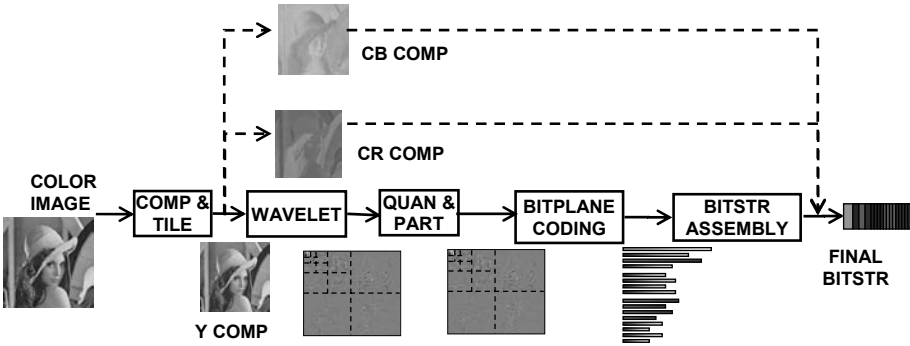 CB COMP
CR COMP
COLOR
IMAGE
COMP &
TILE
WAVELET
QUAN &
PART
BITPLANE
CODING
BITSTR
ASSEMBLY
FINAL
BITSTR
Y COMP